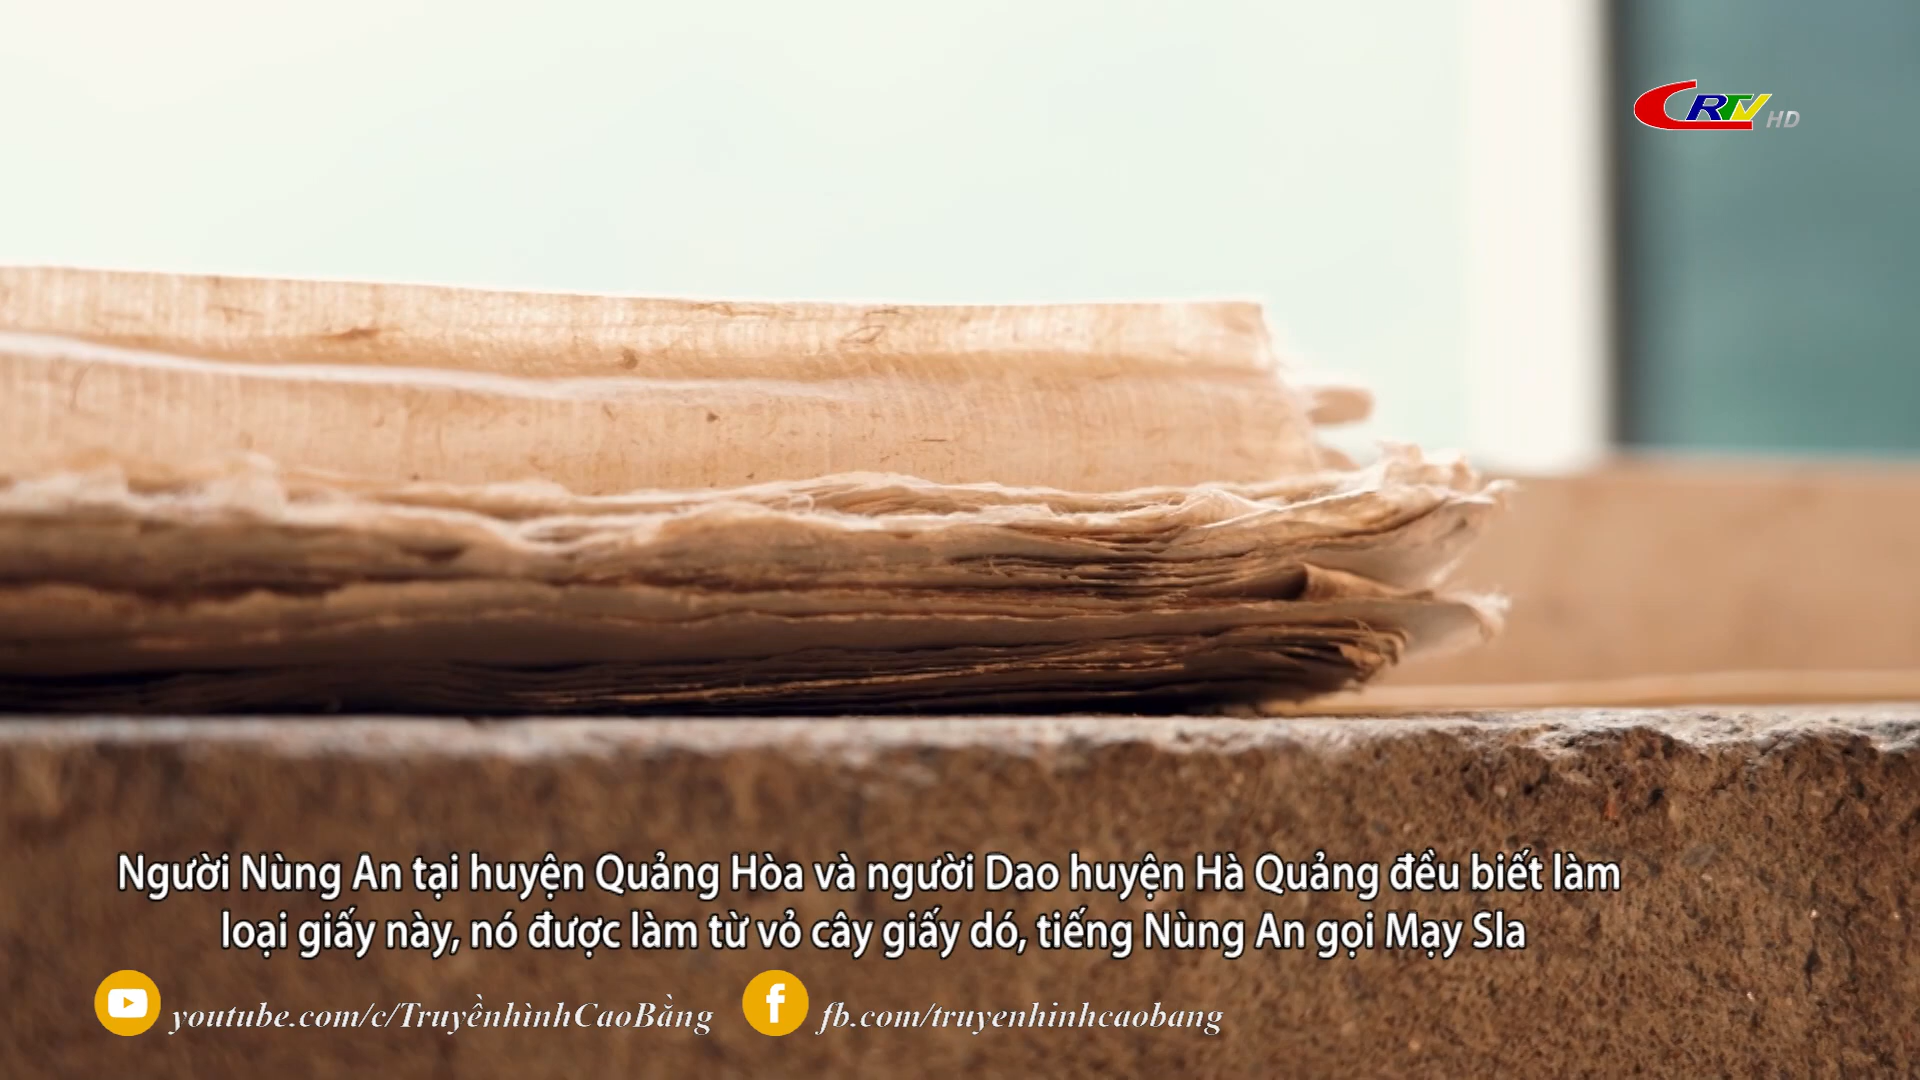 CRTV HD
Người Nùng An tại huyện Quảng Hòa và người Dao huyện Hà Quảng đều biết làm
loại giấy này, nó được làm từ vỏ cây giấy dó, tiếng Nùng An gọi Mạy Sla
youtube.com/c/TruyềnhìnhCaoBằng fb.com/truyenhinhcaobang